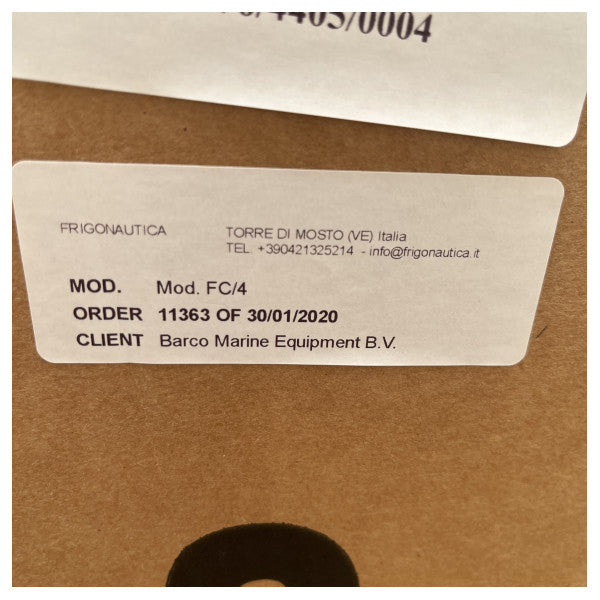 /4405/0004
FRIGONAUTICA
TORRE DI MOSTO (VE) Italia
TEL. +390421325214 - info@frigonautica.it
MOD. Mod. FC/4
ORDER 11363 OF 30/01/2020
CLIENT Barco Marine Equipment B.V.